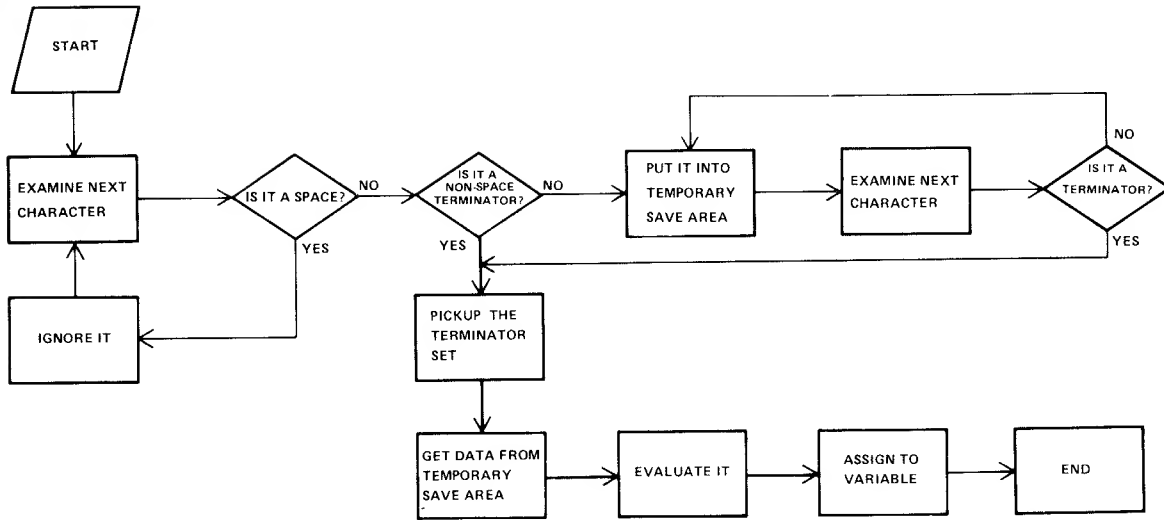 START
EXAMINE NEXT
CHARACTER
IS IT A SPACE?
NO
YES
IGNORE IT
IS IT A
NON-SPACE
TERMINATOR?
NO
YES
PUT IT INTO
TEMPORARY
SAVE AREA
EXAMINE NEXT
CHARACTER
IS IT A
TERMINATOR?
NO
YES
PICKUP THE
TERMINATOR
SET
GET DATA FROM
TEMPORARY
SAVE AREA
EVALUATE IT
ASSIGN TO
VARIABLE
END